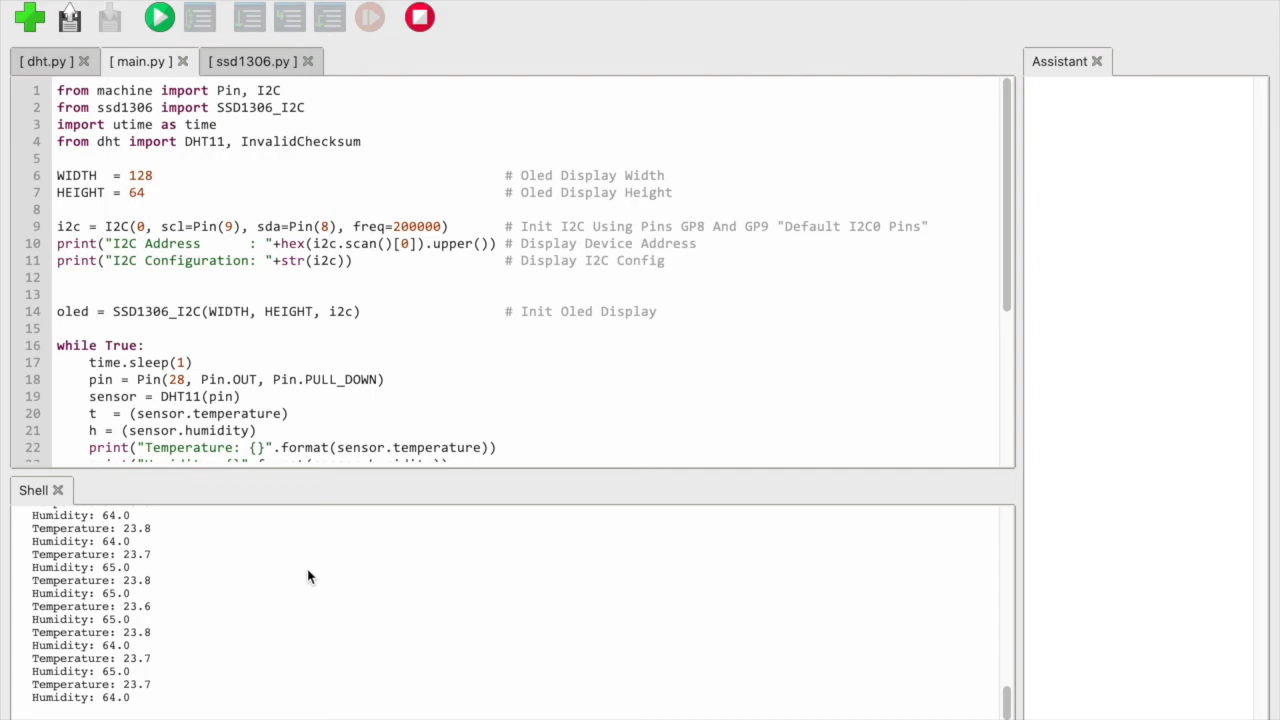 [ dht.py ] [ main.py ] [ ssd1306.py ] Assistant
1 from machine import Pin, I2C
2 from ssd1306 import SSD1306_I2C
3 import utime as time
4 from dht import DHT11, InvalidChecksum
5
6 WIDTH  = 128 # Oled Display Width
7 HEIGHT = 64 # Oled Display Height
8
9 i2c = I2C(0, scl=Pin(9), sda=Pin(8), freq=200000) # Init I2C Using Pins GP8 And GP9 "Default I2C0 Pins"
10 print("I2C Address      : "+hex(i2c.scan()[0]).upper()) # Display Device Address
11 print("I2C Configuration: "+str(i2c)) # Display I2C Config
12
13
14 oled = SSD1306_I2C(WIDTH, HEIGHT, i2c) # Init Oled Display
15
16 while True:
17     time.sleep(1)
18     pin = Pin(28, Pin.OUT, Pin.PULL_DOWN)
19     sensor = DHT11(pin)
20     t  = (sensor.temperature)
21     h = (sensor.humidity)
22     print("Temperature: {}".format(sensor.temperature))
Shell
Humidity: 64.0
Temperature: 23.8
Humidity: 64.0
Temperature: 23.7
Humidity: 65.0
Temperature: 23.8
Humidity: 65.0
Temperature: 23.6
Humidity: 65.0
Temperature: 23.8
Humidity: 64.0
Temperature: 23.7
Humidity: 65.0
Temperature: 23.7
Humidity: 64.0